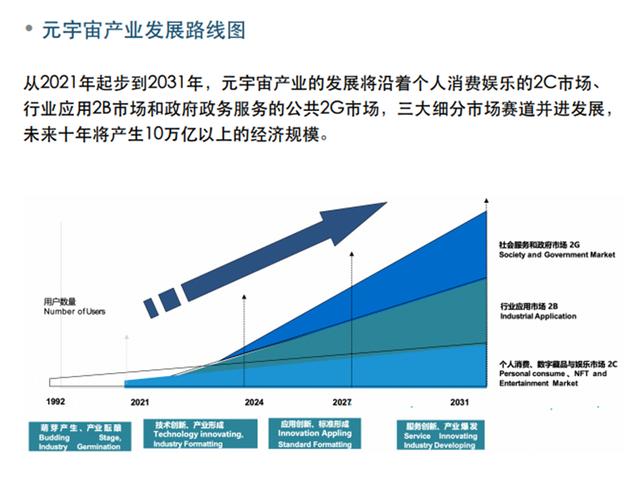 • 元宇宙产业发展路线图
从2021年起步到2031年，元宇宙产业的发展将沿着个人消费娱乐的2C市场、
行业应用2B市场和政府政务服务的公共2G市场，三大细分市场赛道并进发展，
未来十年将产生10万亿以上的经济规模。
社会服务和政府市场 2G
Society and Government Market
用户数量
Number of Users
行业应用市场 2B
Industrial Application
个人消费、数字藏品与娱乐市场 2C
Personal consume、NFT and
Entertainment Market
1992 2021 2024 2027 2031
萌芽产生、产业酝酿
Budding Stage,
Industry Germination
技术创新、产业形成
Technology innovating,
Industry Formatting
应用创新、标准形成
Innovation Appling
Standard Formatting
服务创新、产业爆发
Service Innovating
Industry Developing